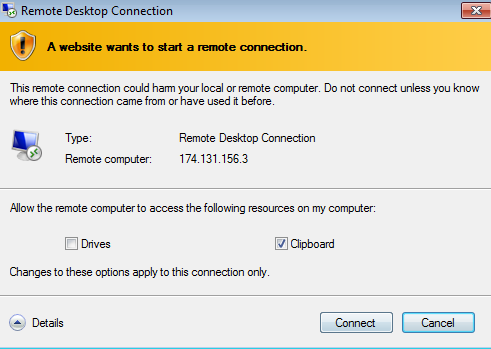 Remote Desktop Connection
A website wants to start a remote connection.
This remote connection could harm your local or remote computer. Do not connect unless you know
where this connection came from or have used it before.
Type: Remote Desktop Connection
Remote computer: 174.131.156.3
Allow the remote computer to access the following resources on my computer:
Drives Clipboard
Changes to these options apply to this connection only.
Details Connect Cancel